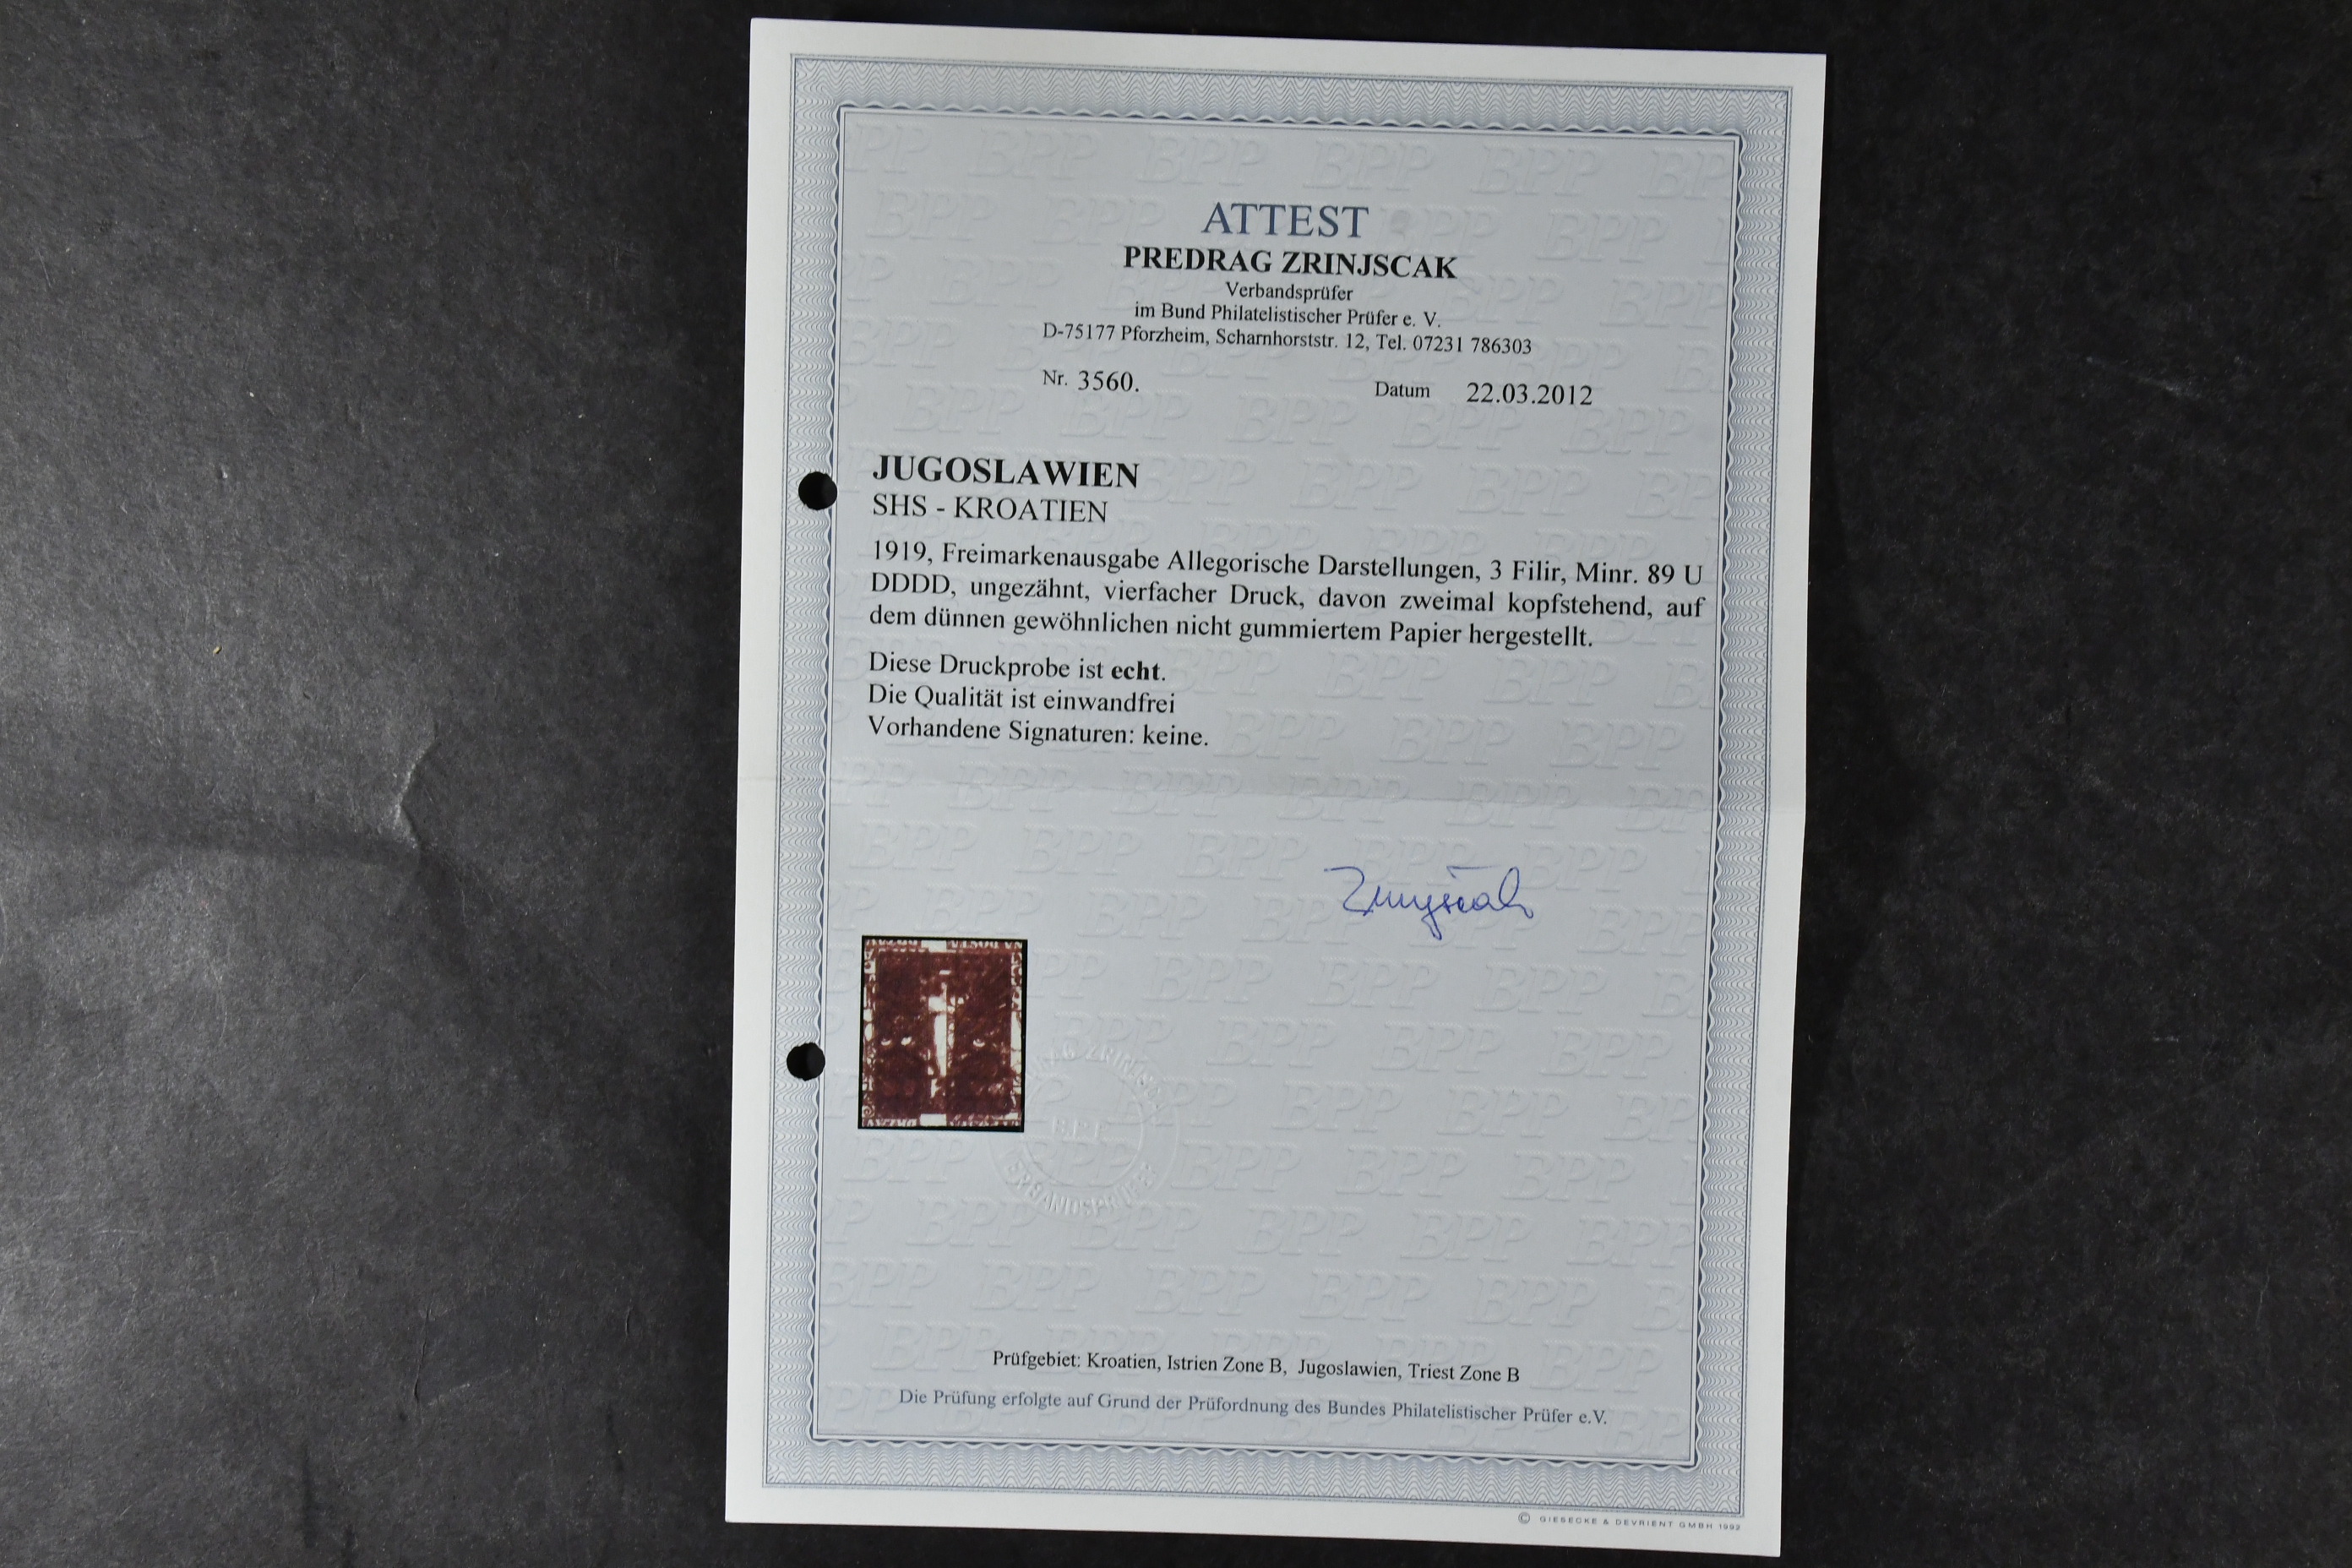 ATTEST
PREDRAG ZRINJSCAK
Verbandsprüfer
im Bund Philatelistischer Prüfer e. V.
D-75177 Pforzheim, Scharnhorststr. 12, Tel. 07231 786303
Nr. 3560. Datum 22.03.2012
JUGOSLAWIEN
SHS - KROATIEN
1919, Freimarkenausgabe Allegorische Darstellungen, 3 Filir, Minr. 89 U
DDDD, ungezähnt, vierfacher Druck, davon zweimal kopfstehend, auf
dem dünnen gewöhnlichen nicht gummiertem Papier hergestellt.
Diese Druckprobe ist echt.
Die Qualität ist einwandfrei
Vorhandene Signaturen: keine.
Prüfgebiet: Kroatien, Istrien Zone B, Jugoslawien, Triest Zone B
Die Prüfung erfolgte auf Grund der Prüfordnung des Bundes Philatelistischer Prüfer e.V.
© GIESECKE & DEVRIENT GMBH 1992